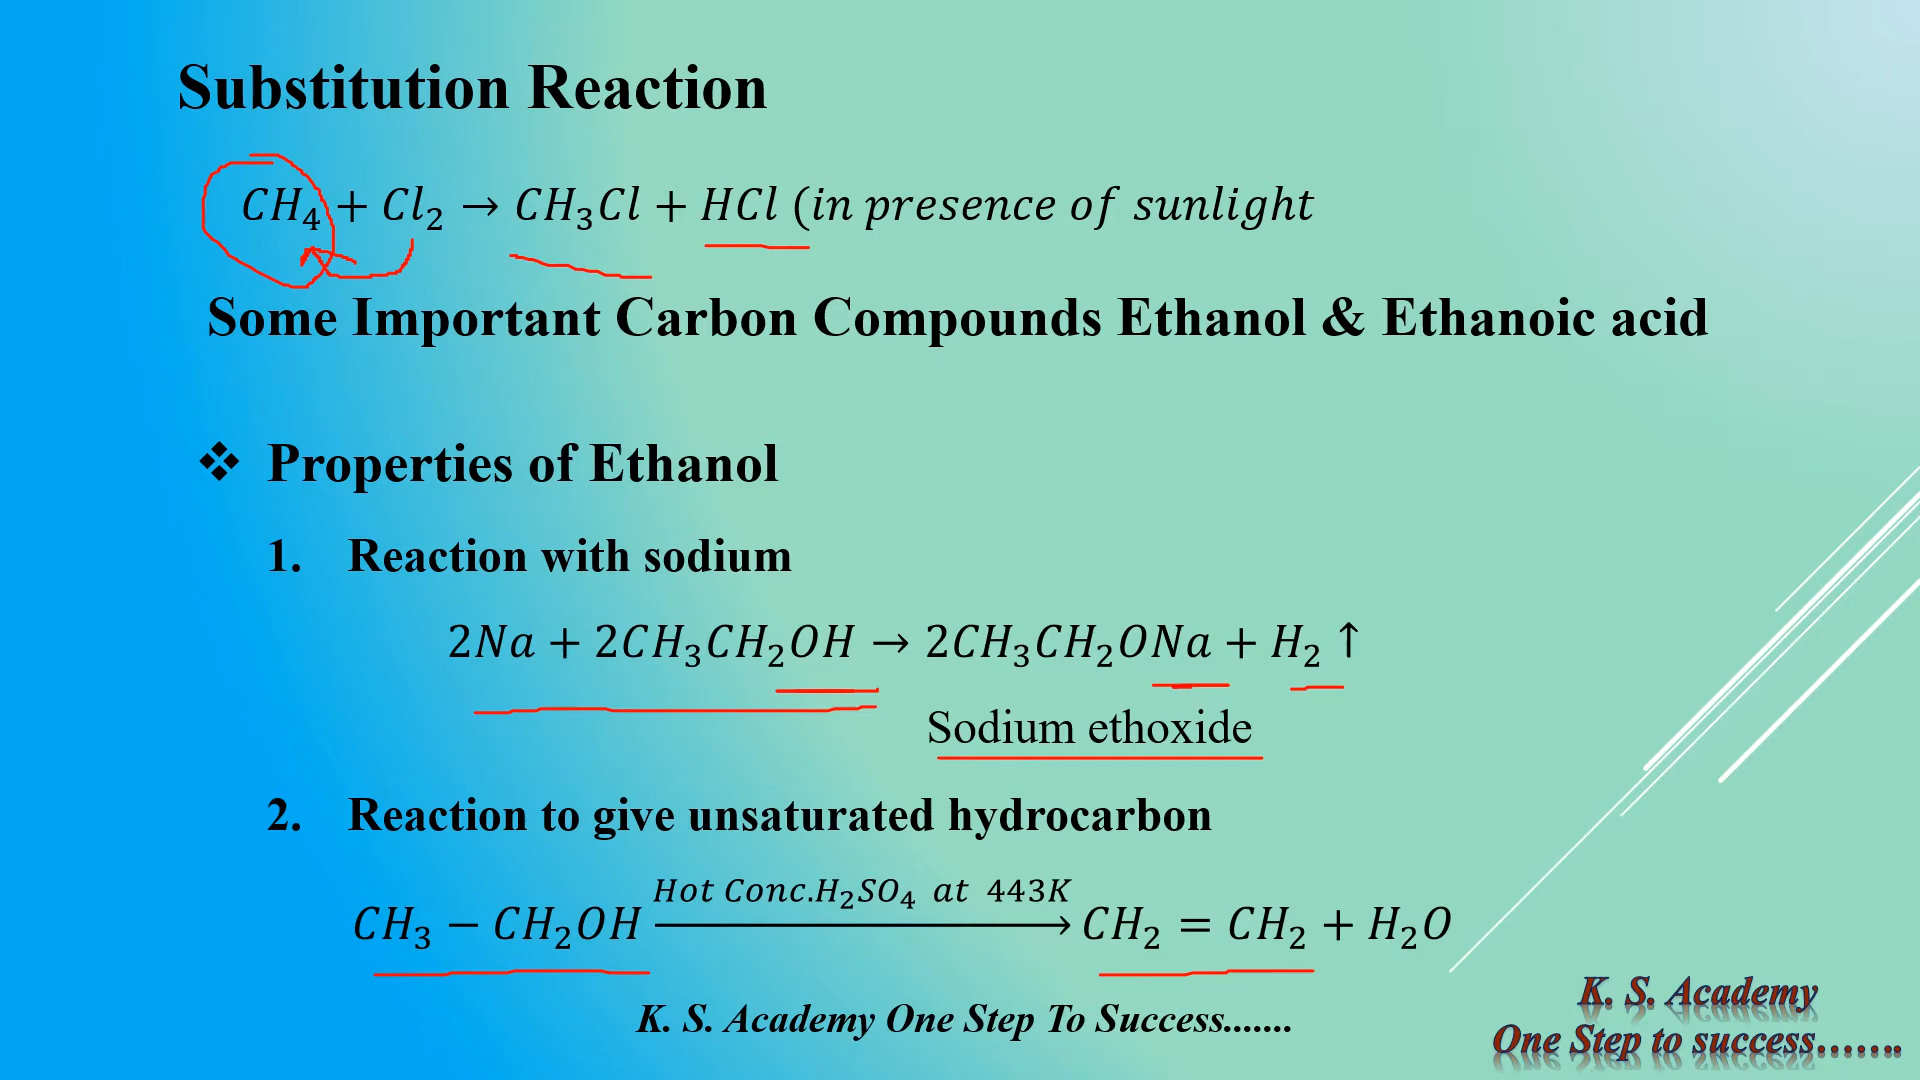 Substitution Reaction
CH₄ + Cl₂ → CH₃Cl + HCl (in presence of sunlight
Some Important Carbon Compounds Ethanol & Ethanoic acid
❖ Properties of Ethanol
1. Reaction with sodium
2Na + 2CH₃CH₂OH → 2CH₃CH₂ONa + H₂ ↑
Sodium ethoxide
2. Reaction to give unsaturated hydrocarbon
Hot Conc.H₂SO₄ at 443K
CH₃ − CH₂OH → CH₂ = CH₂ + H₂O
K. S. Academy One Step To Success.......
K. S. Academy
One Step to success…….